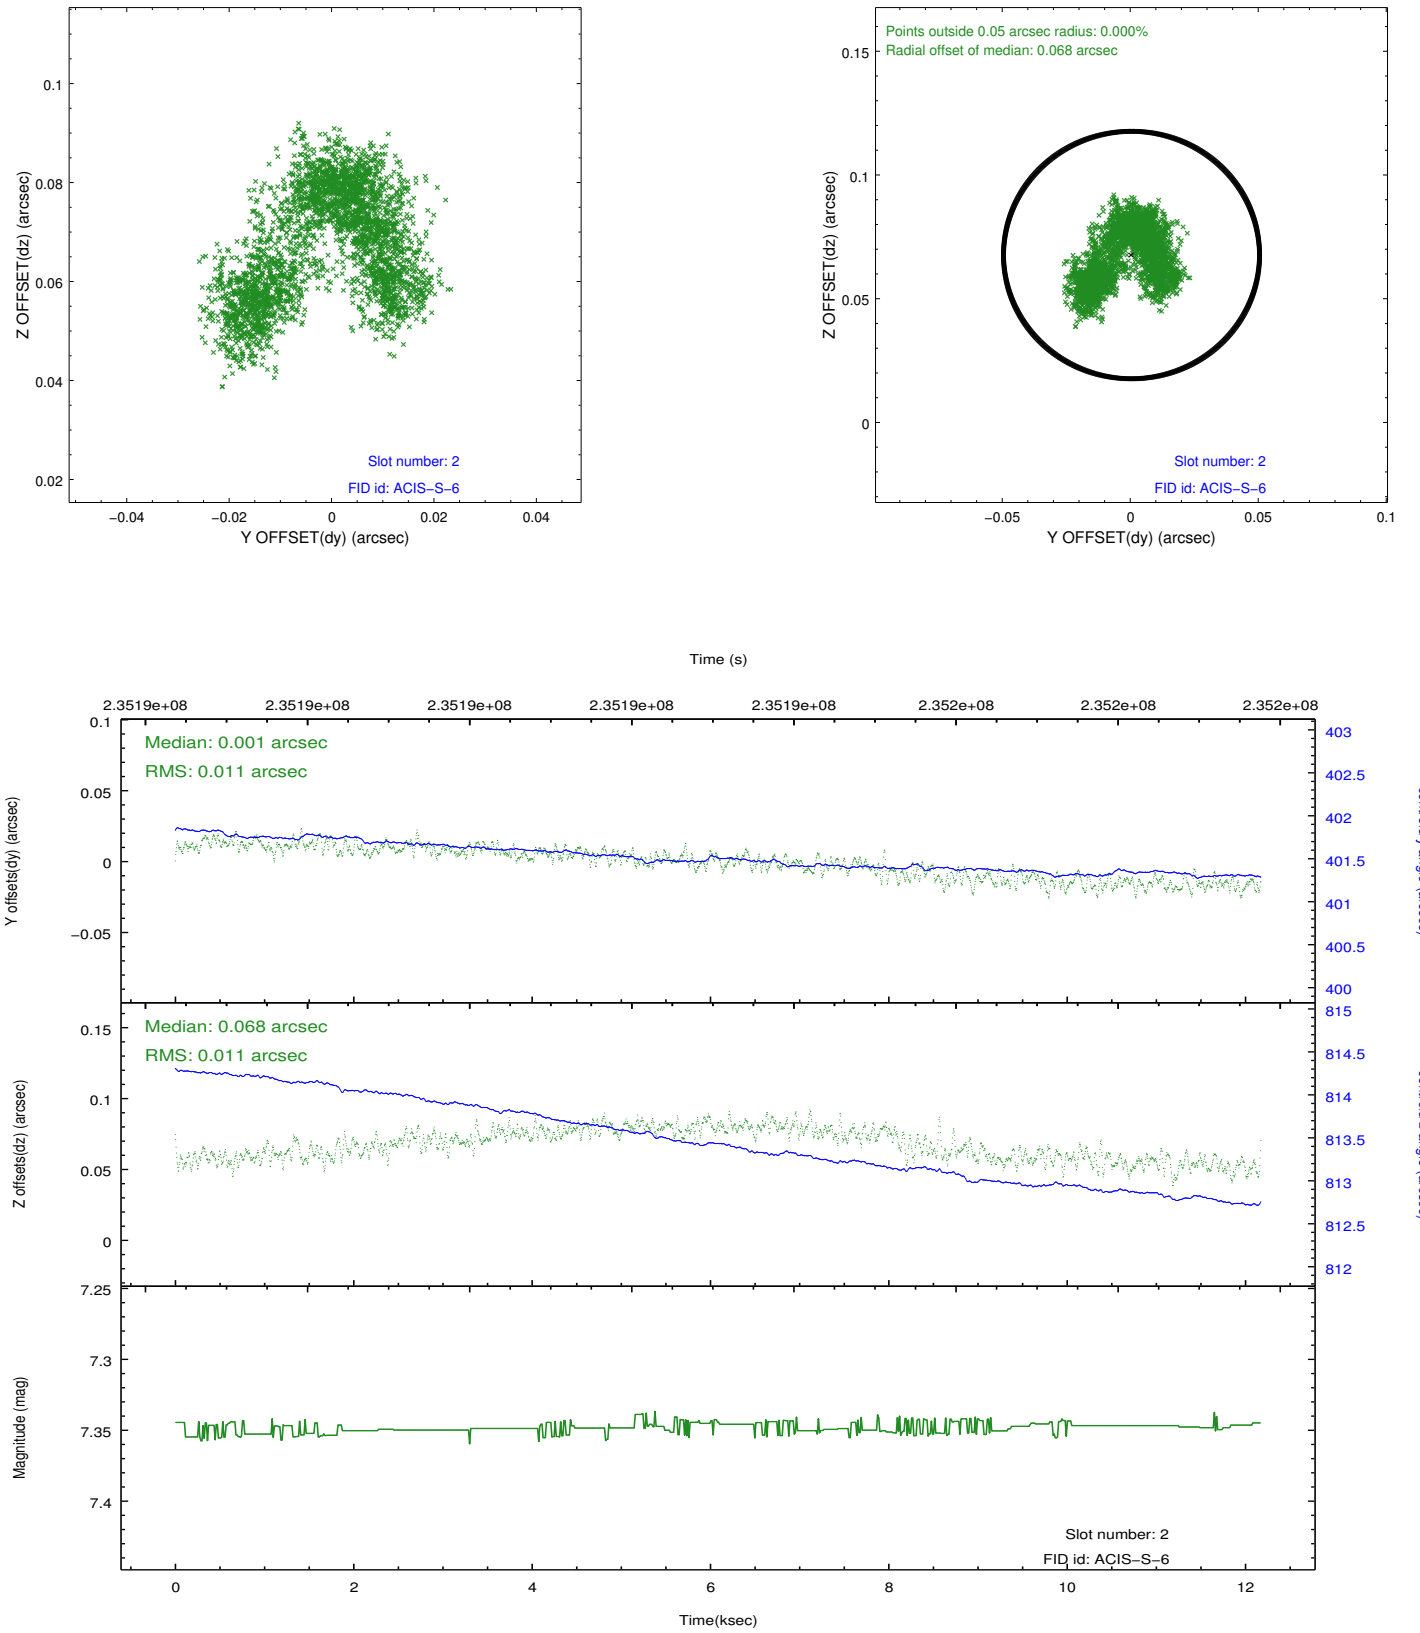 0.1
0.08
0.06
0.04
0.02
Z OFFSET(dz) (arcsec)
Slot number: 2
FID id: ACIS−S−6
−0.04 −0.02 0 0.02 0.04
Y OFFSET(dy) (arcsec)
Points outside 0.05 arcsec radius: 0.000%
Radial offset of median: 0.068 arcsec
0.15
0.1
0.05
0
Z OFFSET(dz) (arcsec)
Slot number: 2
FID id: ACIS−S−6
−0.05 0 0.05 0.1
Y OFFSET(dy) (arcsec)
Time (s)
2.3519e+08 2.3519e+08 2.3519e+08 2.3519e+08 2.3519e+08 2.352e+08 2.352e+08 2.352e+08
Median: 0.001 arcsec
RMS: 0.011 arcsec
0.1
0.05
0
−0.05
Y offsets(dy) (arcsec)
403
402.5
402
401.5
401
400.5
400
Median: 0.068 arcsec
RMS: 0.011 arcsec
0.15
0.1
0.05
0
Z offsets(dz) (arcsec)
815
814.5
814
813.5
813
812.5
812
7.25
7.3
7.35
7.4
Magnitude (mag)
Slot number: 2
FID id: ACIS−S−6
0 2 4 6 8 10 12
Time(ksec)